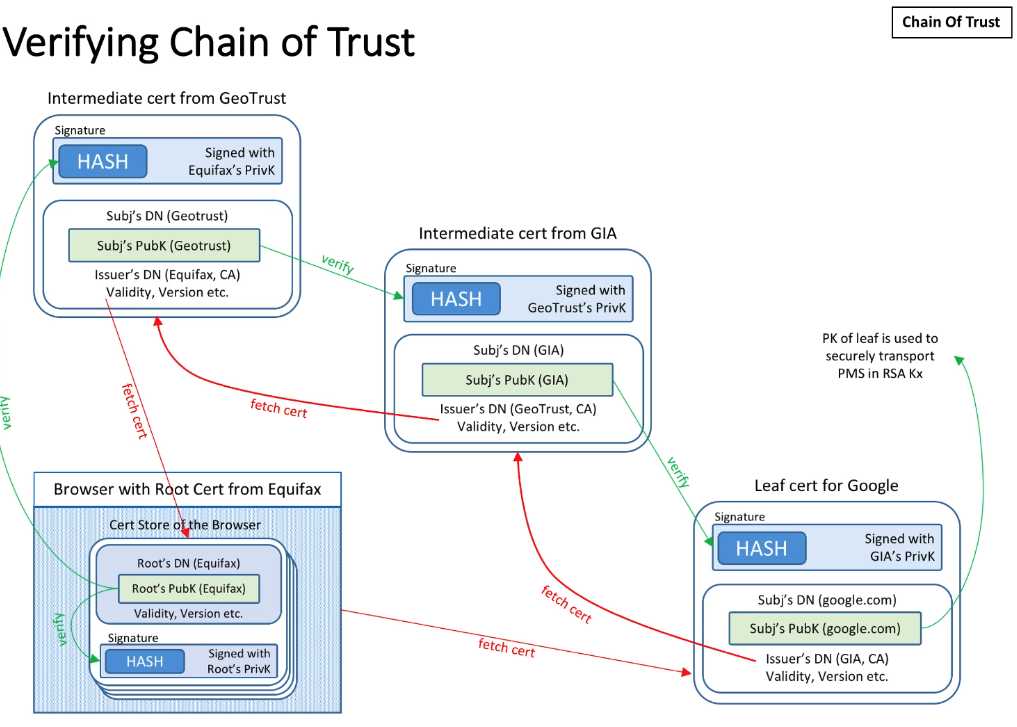 Chain Of Trust
Verifying Chain of Trust
Intermediate cert from GeoTrust
Signature
HASH
Signed with
Equifax's PrivK
Subj's DN (Geotrust)
Subj's PubK (Geotrust)
Issuer's DN (Equifax, CA)
Validity, Version etc.
verify
Intermediate cert from GIA
Signature
HASH
Signed with
GeoTrust's PrivK
Subj's DN (GIA)
Subj's PubK (GIA)
Issuer's DN (GeoTrust, CA)
Validity, Version etc.
PK of leaf is used to
securely transport
PMS in RSA Kx
fetch cert
fetch cert
verify
verify
Browser with Root Cert from Equifax
Cert Store of the Browser
Root's DN (Equifax)
Root's PubK (Equifax)
Validity, Version etc.
verify
Signature
HASH
Signed with
Root's PrivK
fetch cert
fetch cert
Leaf cert for Google
Signature
HASH
Signed with
GIA's PrivK
Subj's DN (google.com)
Subj's PubK (google.com)
Issuer's DN (GIA, CA)
Validity, Version etc.